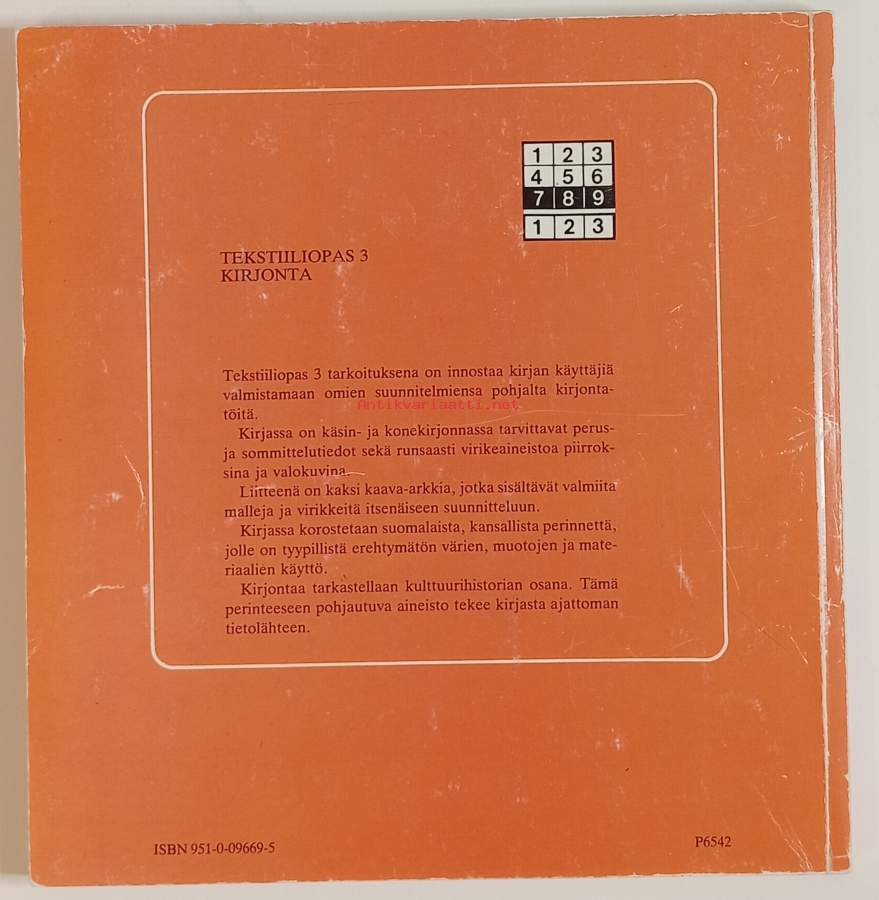 1 2 3
4 5 6
7 8 9
1 2 3
TEKSTIILIOPAS 3
KIRJONTA
Tekstiiliopas 3 tarkoituksena on innostaa kirjan käyttäjiä
valmistamaan omien suunnitelmiensa pohjalta kirjonta-
Antikvariaatti.net
töitä.
Kirjassa on käsin- ja konekirjonnassa tarvittavat perus-
ja sommittelutiedot sekä runsaasti virikeaineistoa piirrok-
sina ja valokuvina.
Liitteenä on kaksi kaava-arkkia, jotka sisältävät valmiita
malleja ja virikkeitä itsenäiseen suunnitteluun.
Kirjassa korostetaan suomalaista, kansallista perinnettä,
jolle on tyypillistä erehtymätön värien, muotojen ja mate-
riaalien käyttö.
Kirjontaa tarkastellaan kulttuurihistorian osana. Tämä
perinteeseen pohjautuva aineisto tekee kirjasta ajattoman
tietolähteen.
ISBN 951-0-09669-5
P6542